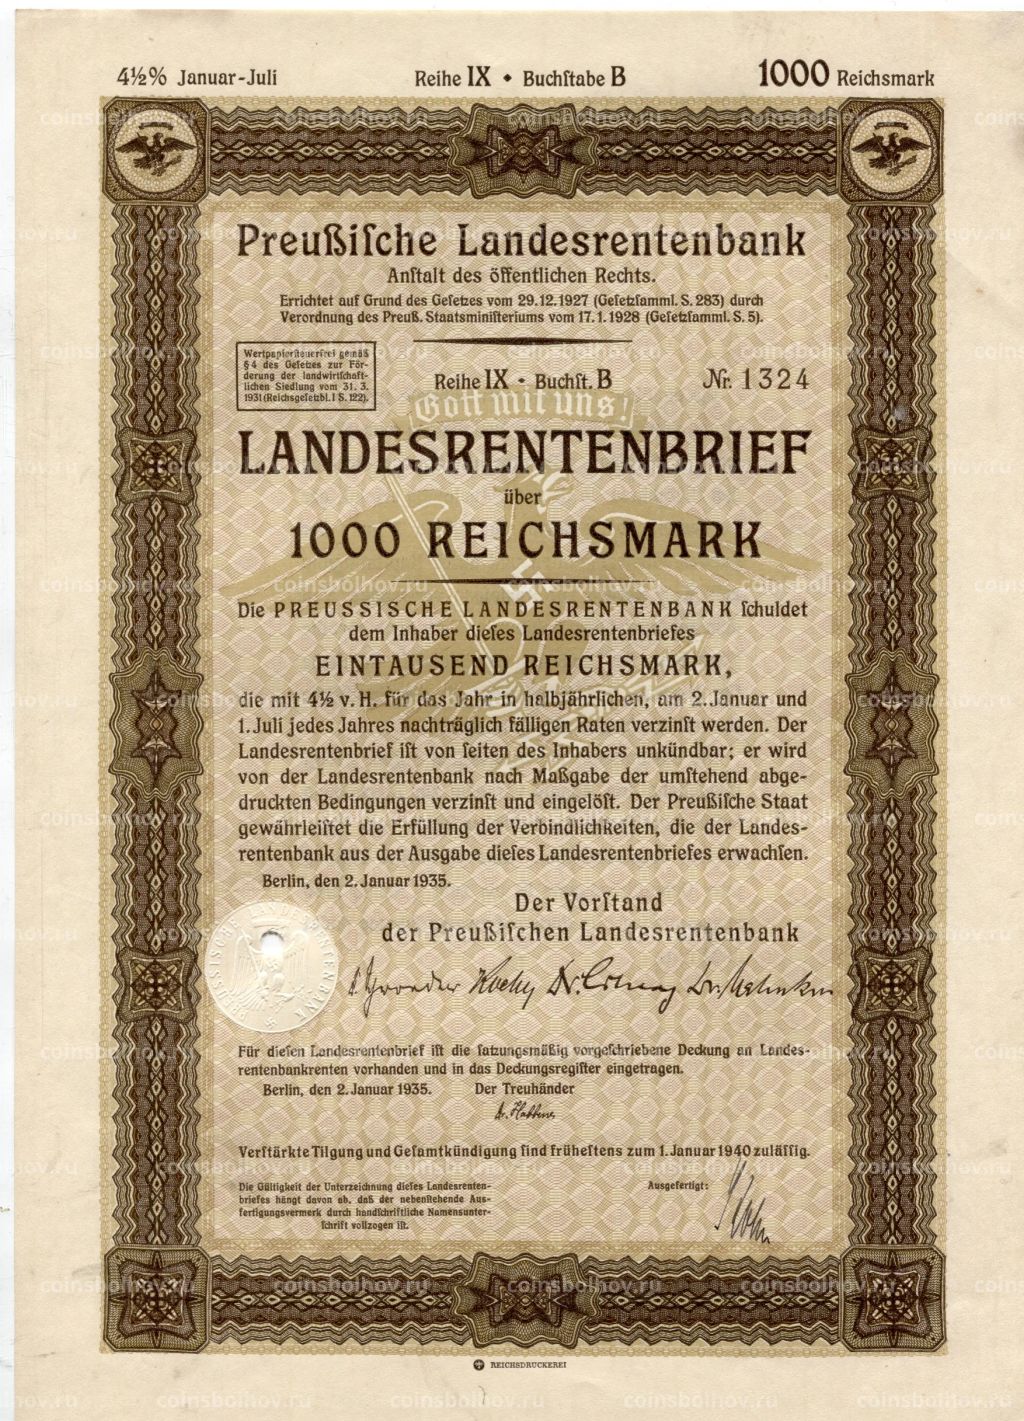 4½% Januar-Juli
Reihe IX • Buchſtabe B
1000 Reichsmark
Preußiſche Landesrentenbank
Anſtalt des öffentlichen Rechts.
Errichtet auf Grund des Geſetzes vom 29.12.1927 (Geſetzſamml. S. 283) durch
Verordnung des Preuß. Staatsminiſteriums vom 17.1.1928 (Geſetzſamml. S. 5).
Wertpapierſteuerfrei gemäß
§ 4 des Geſetzes zur För-
derung der landwirtſchaft-
lichen Siedlung vom 31. 3.
1931 (Reichsgeſetzbl. I S. 122).
Reihe IX • Buchſt. B
Nr. 1324
Gott mit uns!
LANDESRENTENBRIEF
über
1000 REICHSMARK
Die PREUSSISCHE LANDESRENTENBANK ſchuldet
dem Inhaber dieſes Landesrentenbriefes
EINTAUSEND REICHSMARK,
die mit 4½ v. H. für das Jahr in halbjährlichen, am 2. Januar und
1. Juli jedes Jahres nachträglich fälligen Raten verzinſt werden. Der
Landesrentenbrief iſt von ſeiten des Inhabers unkündbar; er wird
von der Landesrentenbank nach Maßgabe der umſtehend abge-
druckten Bedingungen verzinſt und eingelöſt. Der Preußiſche Staat
gewährleiſtet die Erfüllung der Verbindlichkeiten, die der Landes-
rentenbank aus der Ausgabe dieſes Landesrentenbriefes erwachſen.
Berlin, den 2. Januar 1935.
Der Vorſtand
der Preußiſchen Landesrentenbank
PREUSSISCHE LANDESRENTENBANK
Für dieſen Landesrentenbrief iſt die ſatzungsmäßig vorgeſchriebene Deckung an Landes-
rentenbankrenten vorhanden und in das Deckungsregiſter eingetragen.
Berlin, den 2. Januar 1935. Der Treuhänder
Verſtärkte Tilgung und Geſamtkündigung ſind früheſtens zum 1. Januar 1940 zuläſſig.
Die Gültigkeit der Unterzeichnung dieſes Landesrenten-
briefes hängt davon ab, daß der nebenſtehende Aus-
fertigungsvermerk durch handſchriftliche Namensunter-
ſchrift vollzogen iſt.
Ausgefertigt:
REICHSDRUCKEREI
coinsbolhov.ru